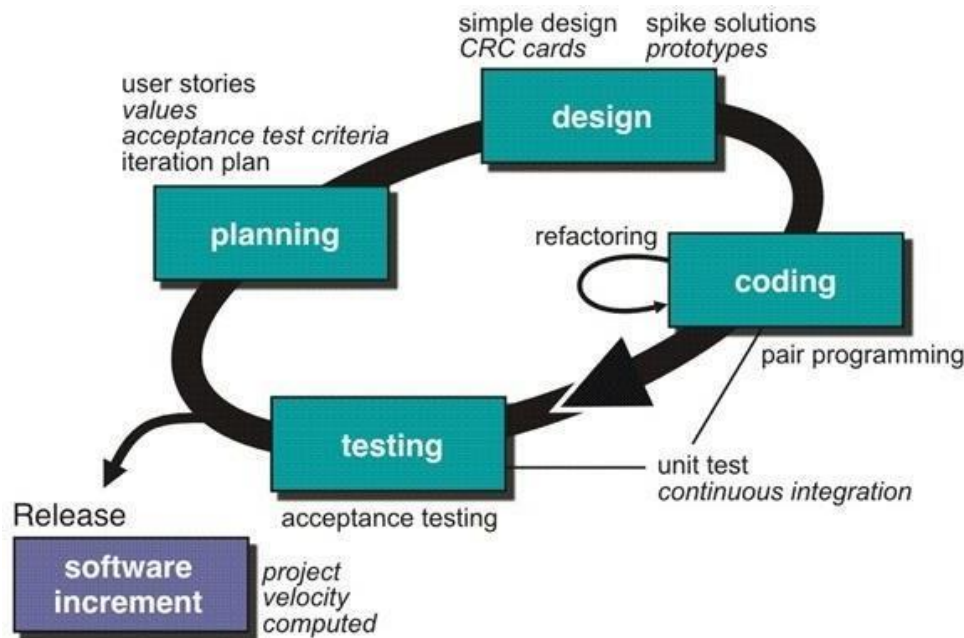 simple design
CRC cards
spike solutions
prototypes
user stories
values
acceptance test criteria
iteration plan
design
planning
refactoring
coding
pair programming
testing
unit test
continuous integration
acceptance testing
Release
software
increment
project
velocity
computed